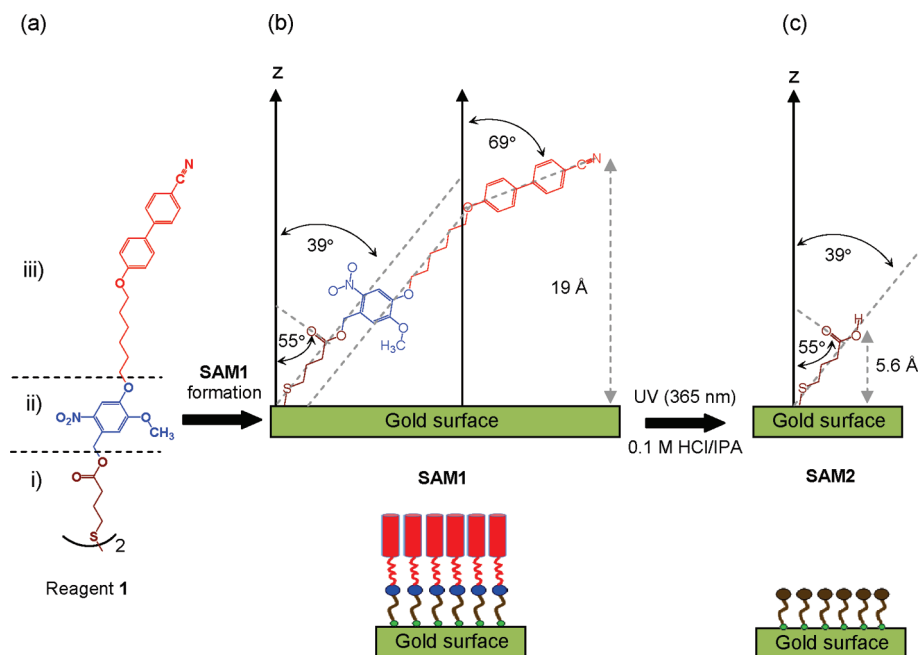 (a)
(b)
(c)
z
z
C≡N
69°
39°
39°
iii)
O
O
C≡N
19 Å
O
N
O
O
O
O
O
H
55°
O
H₃C
O
O
55°
5.6 Å
SAM1
formation
S
S
ii)
O₂N
O
O
CH₃
Gold surface
UV (365 nm)
0.1 M HCl/IPA
Gold surface
i)
O
O
S
2
SAM1
SAM2
Reagent 1
Gold surface
Gold surface